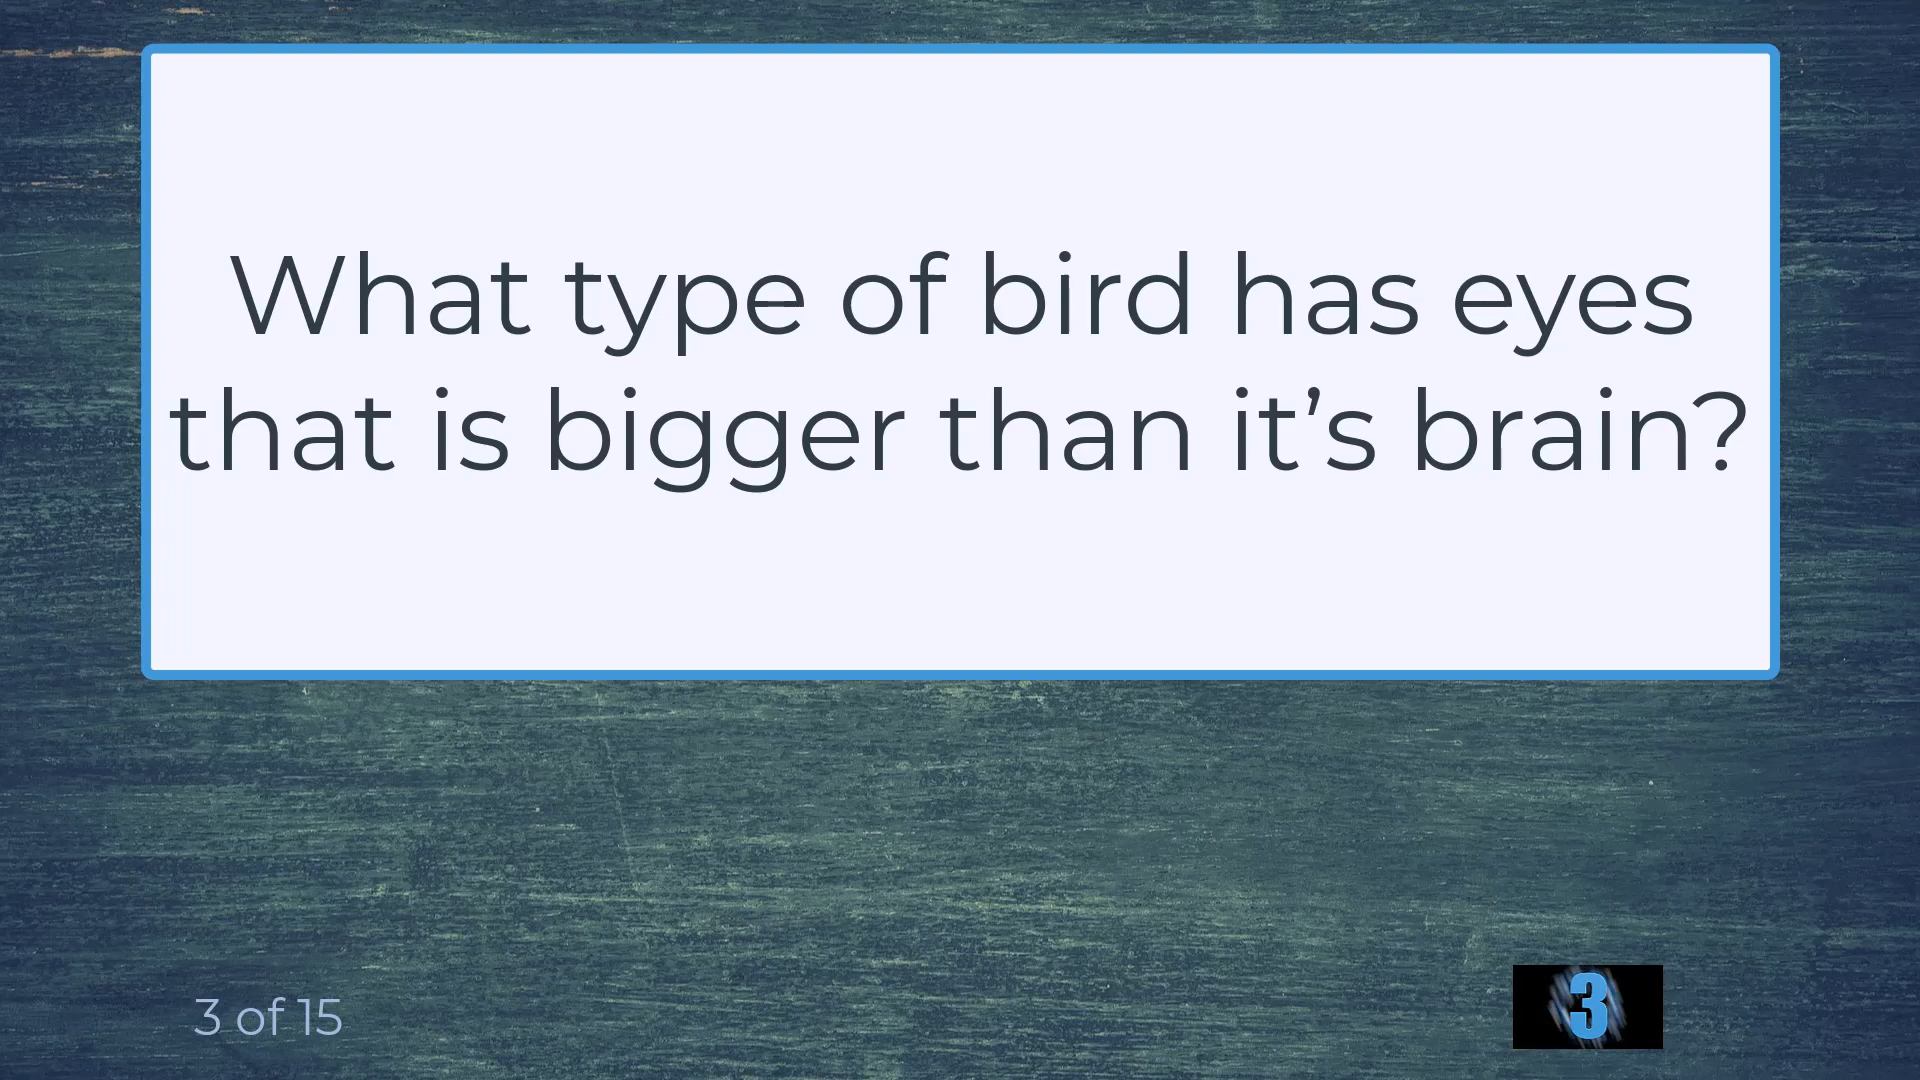 What type of bird has eyes
that is bigger than it’s brain?
3 of 15
3